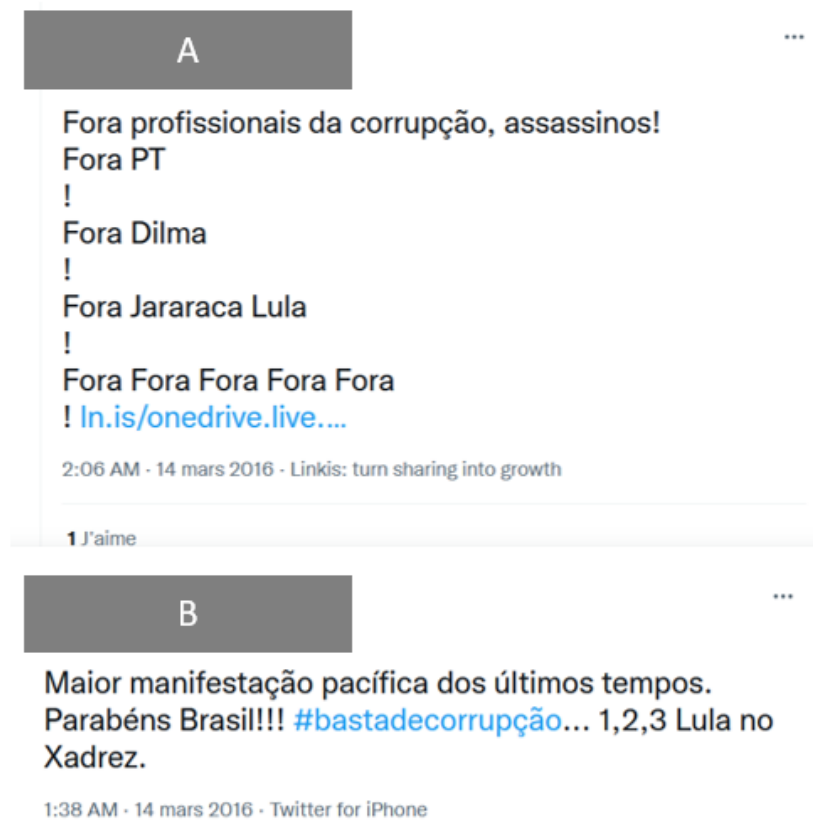 A
...
Fora profissionais da corrupção, assassinos!
Fora PT
!
Fora Dilma
!
Fora Jararaca Lula
!
Fora Fora Fora Fora Fora
! ln.is/onedrive.live....
2:06 AM · 14 mars 2016 · Linkis: turn sharing into growth
1 J'aime
B
...
Maior manifestação pacífica dos últimos tempos.
Parabéns Brasil!!! #bastadecorrupção... 1,2,3 Lula no
Xadrez.
1:38 AM · 14 mars 2016 · Twitter for iPhone